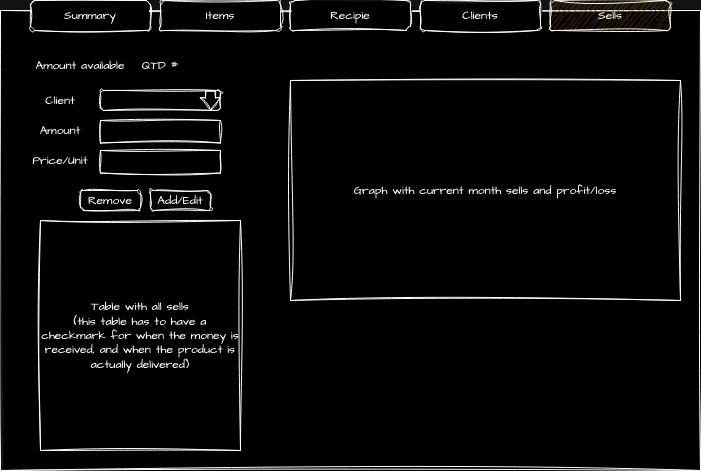 Summary
Items
Recipie
Clients
Sells
Amount available QTD #
Client
Amount
Price/Unit
Remove
Add/Edit
Graph with current month sells and profit/loss
Table with all sells
(this table has to have a
checkmark for when the money is
received, and when the product is
actually delivered)